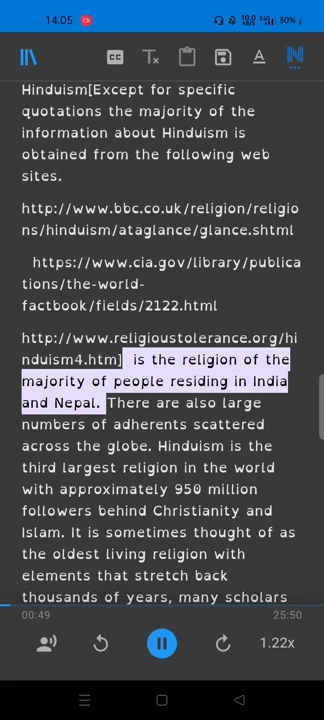 14.05
10.0
30%
CC
Hinduism[Except for specific
quotations the majority of the
information about Hinduism is
obtained from the following web
sites.
http://www.bbc.co.uk/religion/religio
ns/hinduism/ataglance/glance.shtml
https://www.cia.gov/library/publica
tions/the-world-
factbook/fields/2122.html
http://www.religioustolerance.org/hi
nduism4.htm] is the religion of the
majority of people residing in India
and Nepal. There are also large
numbers of adherents scattered
across the globe. Hinduism is the
third largest religion in the world
with approximately 950 million
followers behind Christianity and
Islam. It is sometimes thought of as
the oldest living religion with
elements that stretch back
thousands of years, many scholars
00:49
25:50
1.22x